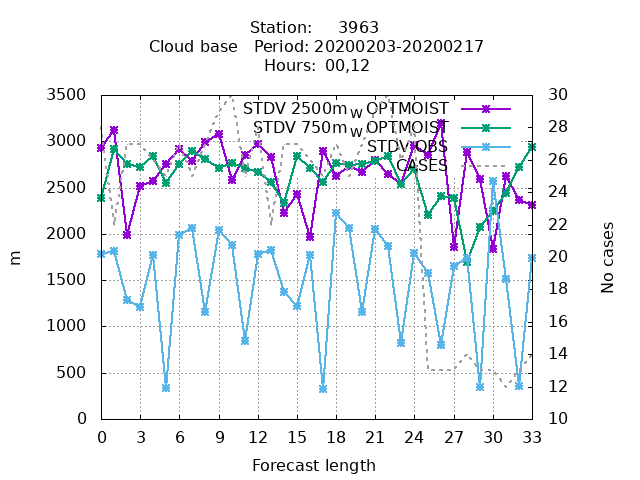 Station: 3963
Cloud base Period: 20200203-20200217
Hours: 00,12
STDV 2500m_W OPTMOIST
STDV 750m_W OPTMOIST
STDV OBS
CASES
3500
3000
2500
2000
1500
1000
500
0
m
30
28
26
24
22
20
18
16
14
12
10
No cases
0 3 6 9 12 15 18 21 24 27 30 33
Forecast length